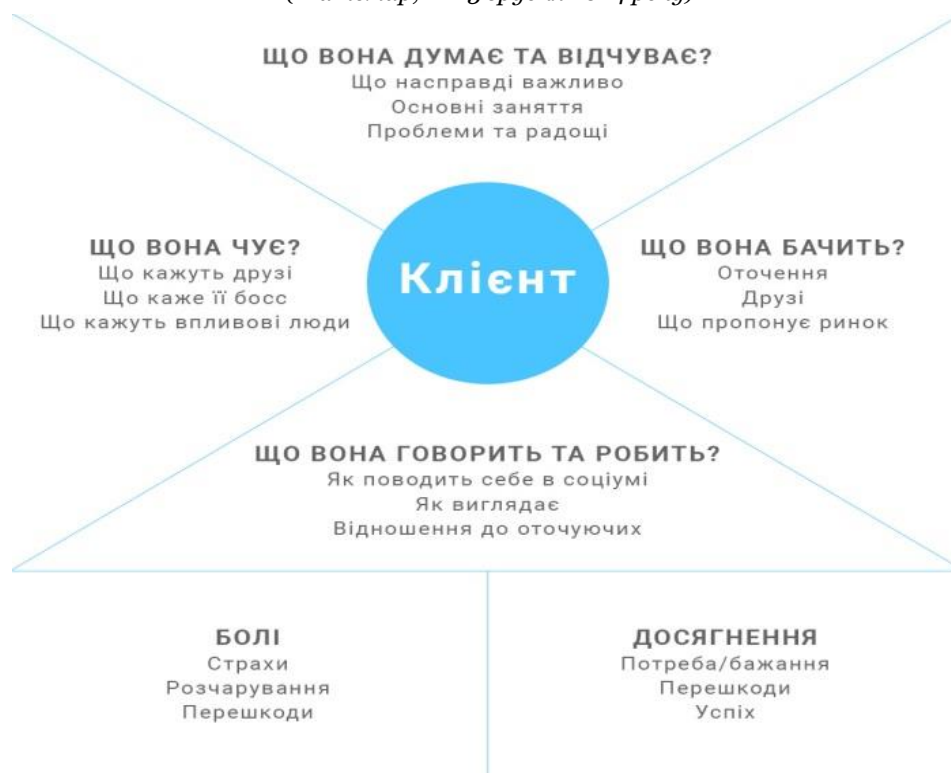 ЩО ВОНА ДУМАЄ ТА ВІДЧУВАЄ?
Що насправді важливо
Основні заняття
Проблеми та радощі
ЩО ВОНА ЧУЄ?
Що кажуть друзі
Що каже її босс
Що кажуть впливові люди
Клієнт
ЩО ВОНА БАЧИТЬ?
Оточення
Друзі
Що пропонує ринок
ЩО ВОНА ГОВОРИТЬ ТА РОБИТЬ?
Як поводить себе в соціумі
Як виглядає
Відношення до оточуючих
БОЛІ
Страхи
Розчарування
Перешкоди
ДОСЯГНЕННЯ
Потреба/бажання
Перешкоди
Успіх